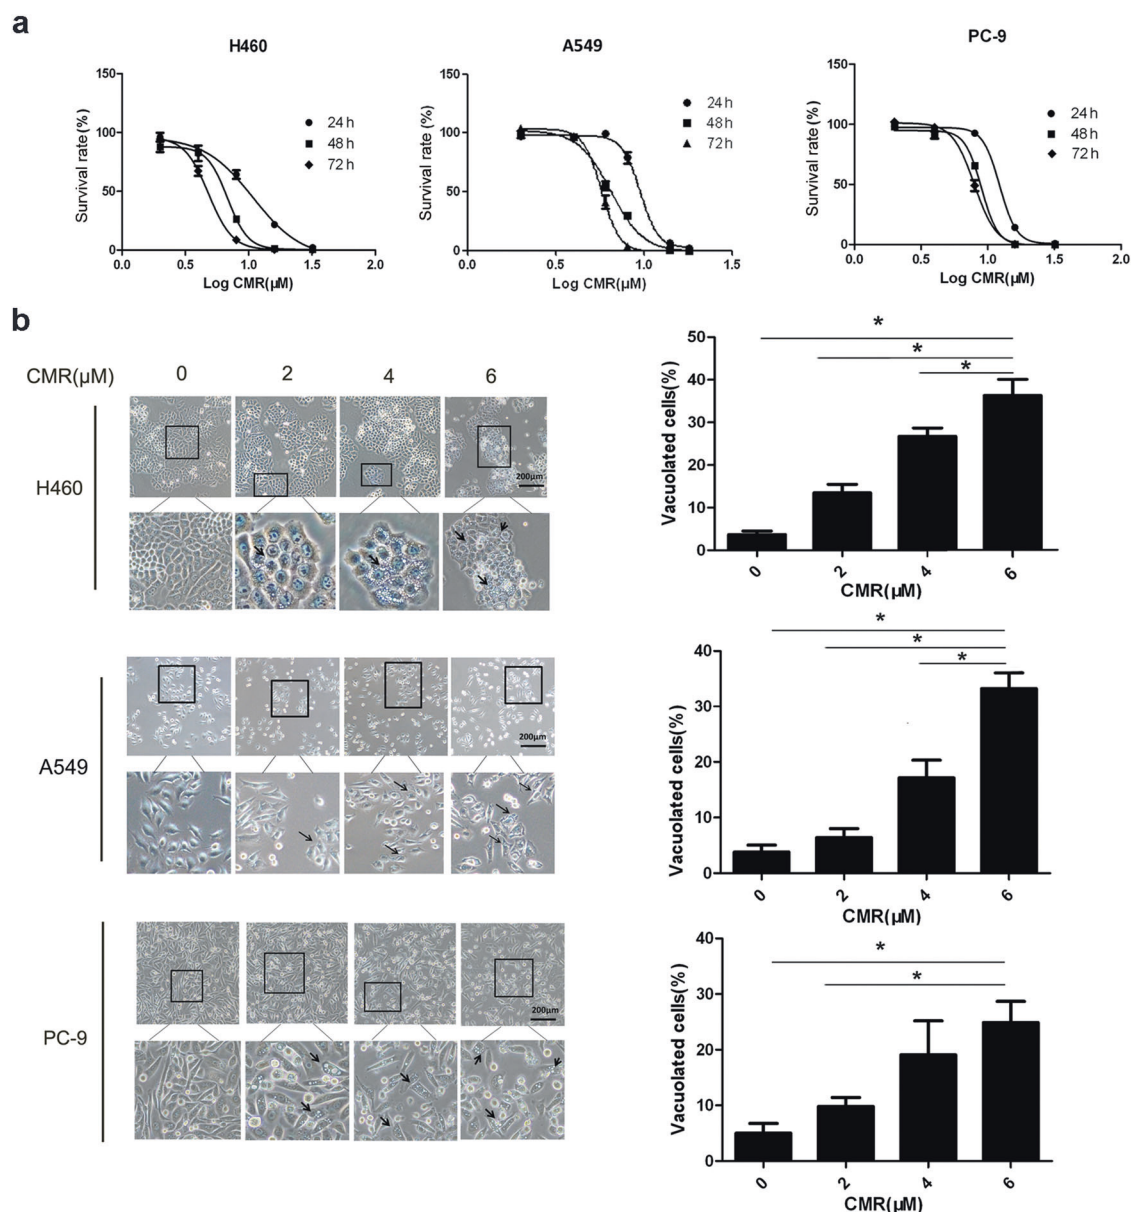 a
H460
Survival rate (%)
150
100
50
0
0.0 0.5 1.0 1.5 2.0
Log CMR(µM)
24 h
48 h
72 h
A549
Survival rate (%)
150
100
50
0
0.0 0.5 1.0 1.5
Log CMR(µM)
24 h
48 h
72 h
PC-9
Survival rate (%)
150
100
50
0
0.0 0.5 1.0 1.5 2.0
Log CMR(µM)
24 h
48 h
72 h
b
CMR(µM) 0 2 4 6
H460
200µm
A549
200µm
PC-9
200µm
Vacuolated cells(%)
50
40
30
20
10
0
* * *
0 2 4 6
CMR(µM)
Vacuolated cells(%)
40
30
20
10
0
* * *
0 2 4 6
CMR(µM)
Vacuolated cells(%)
40
30
20
10
0
* *
0 2 4 6
CMR(µM)